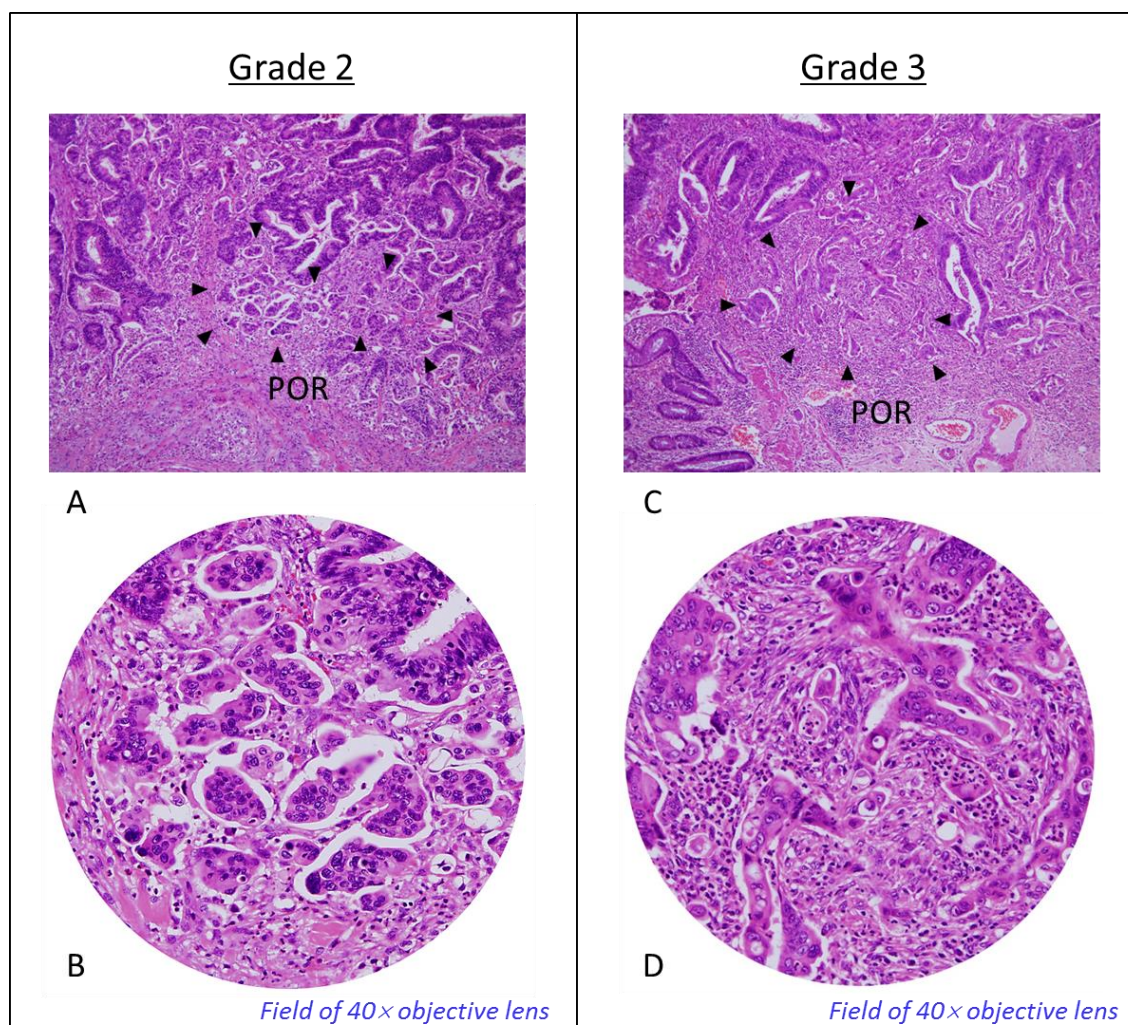 Grade 2
POR
A
B
Field of 40× objective lens
Grade 3
POR
C
D
Field of 40× objective lens